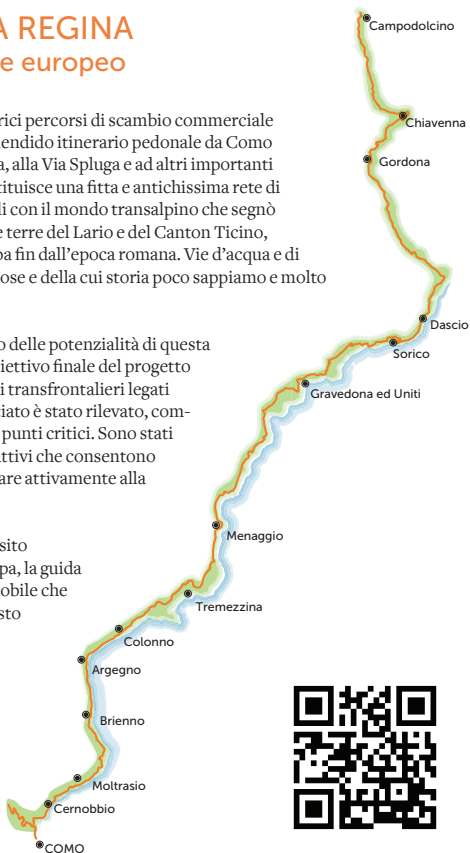 A REGINA
e europeo
rici percorsi di scambio commerciale
endido itinerario pedonale da Como
a, alla Via Spluga e ad altri importanti
tituisce una fitta e antichissima rete di
li con il mondo transalpino che segnò
e terre del Lario e del Canton Ticino,
pa fin dall'epoca romana. Vie d'acqua e di
ose e della cui storia poco sappiamo e molto
o delle potenzialità di questa
iettivo finale del progetto
i transfrontalieri legati
ciato è stato rilevato, com-
punti critici. Sono stati
attivi che consentono
are attivamente alla
sito
pa, la guida
obile che
sto
Campodolcino
Chiavenna
Gordona
Dascio
Sorico
Gravedona ed Uniti
Menaggio
Tremezzina
Colonno
Argegno
Brienno
Moltrasio
Cernobbio
COMO